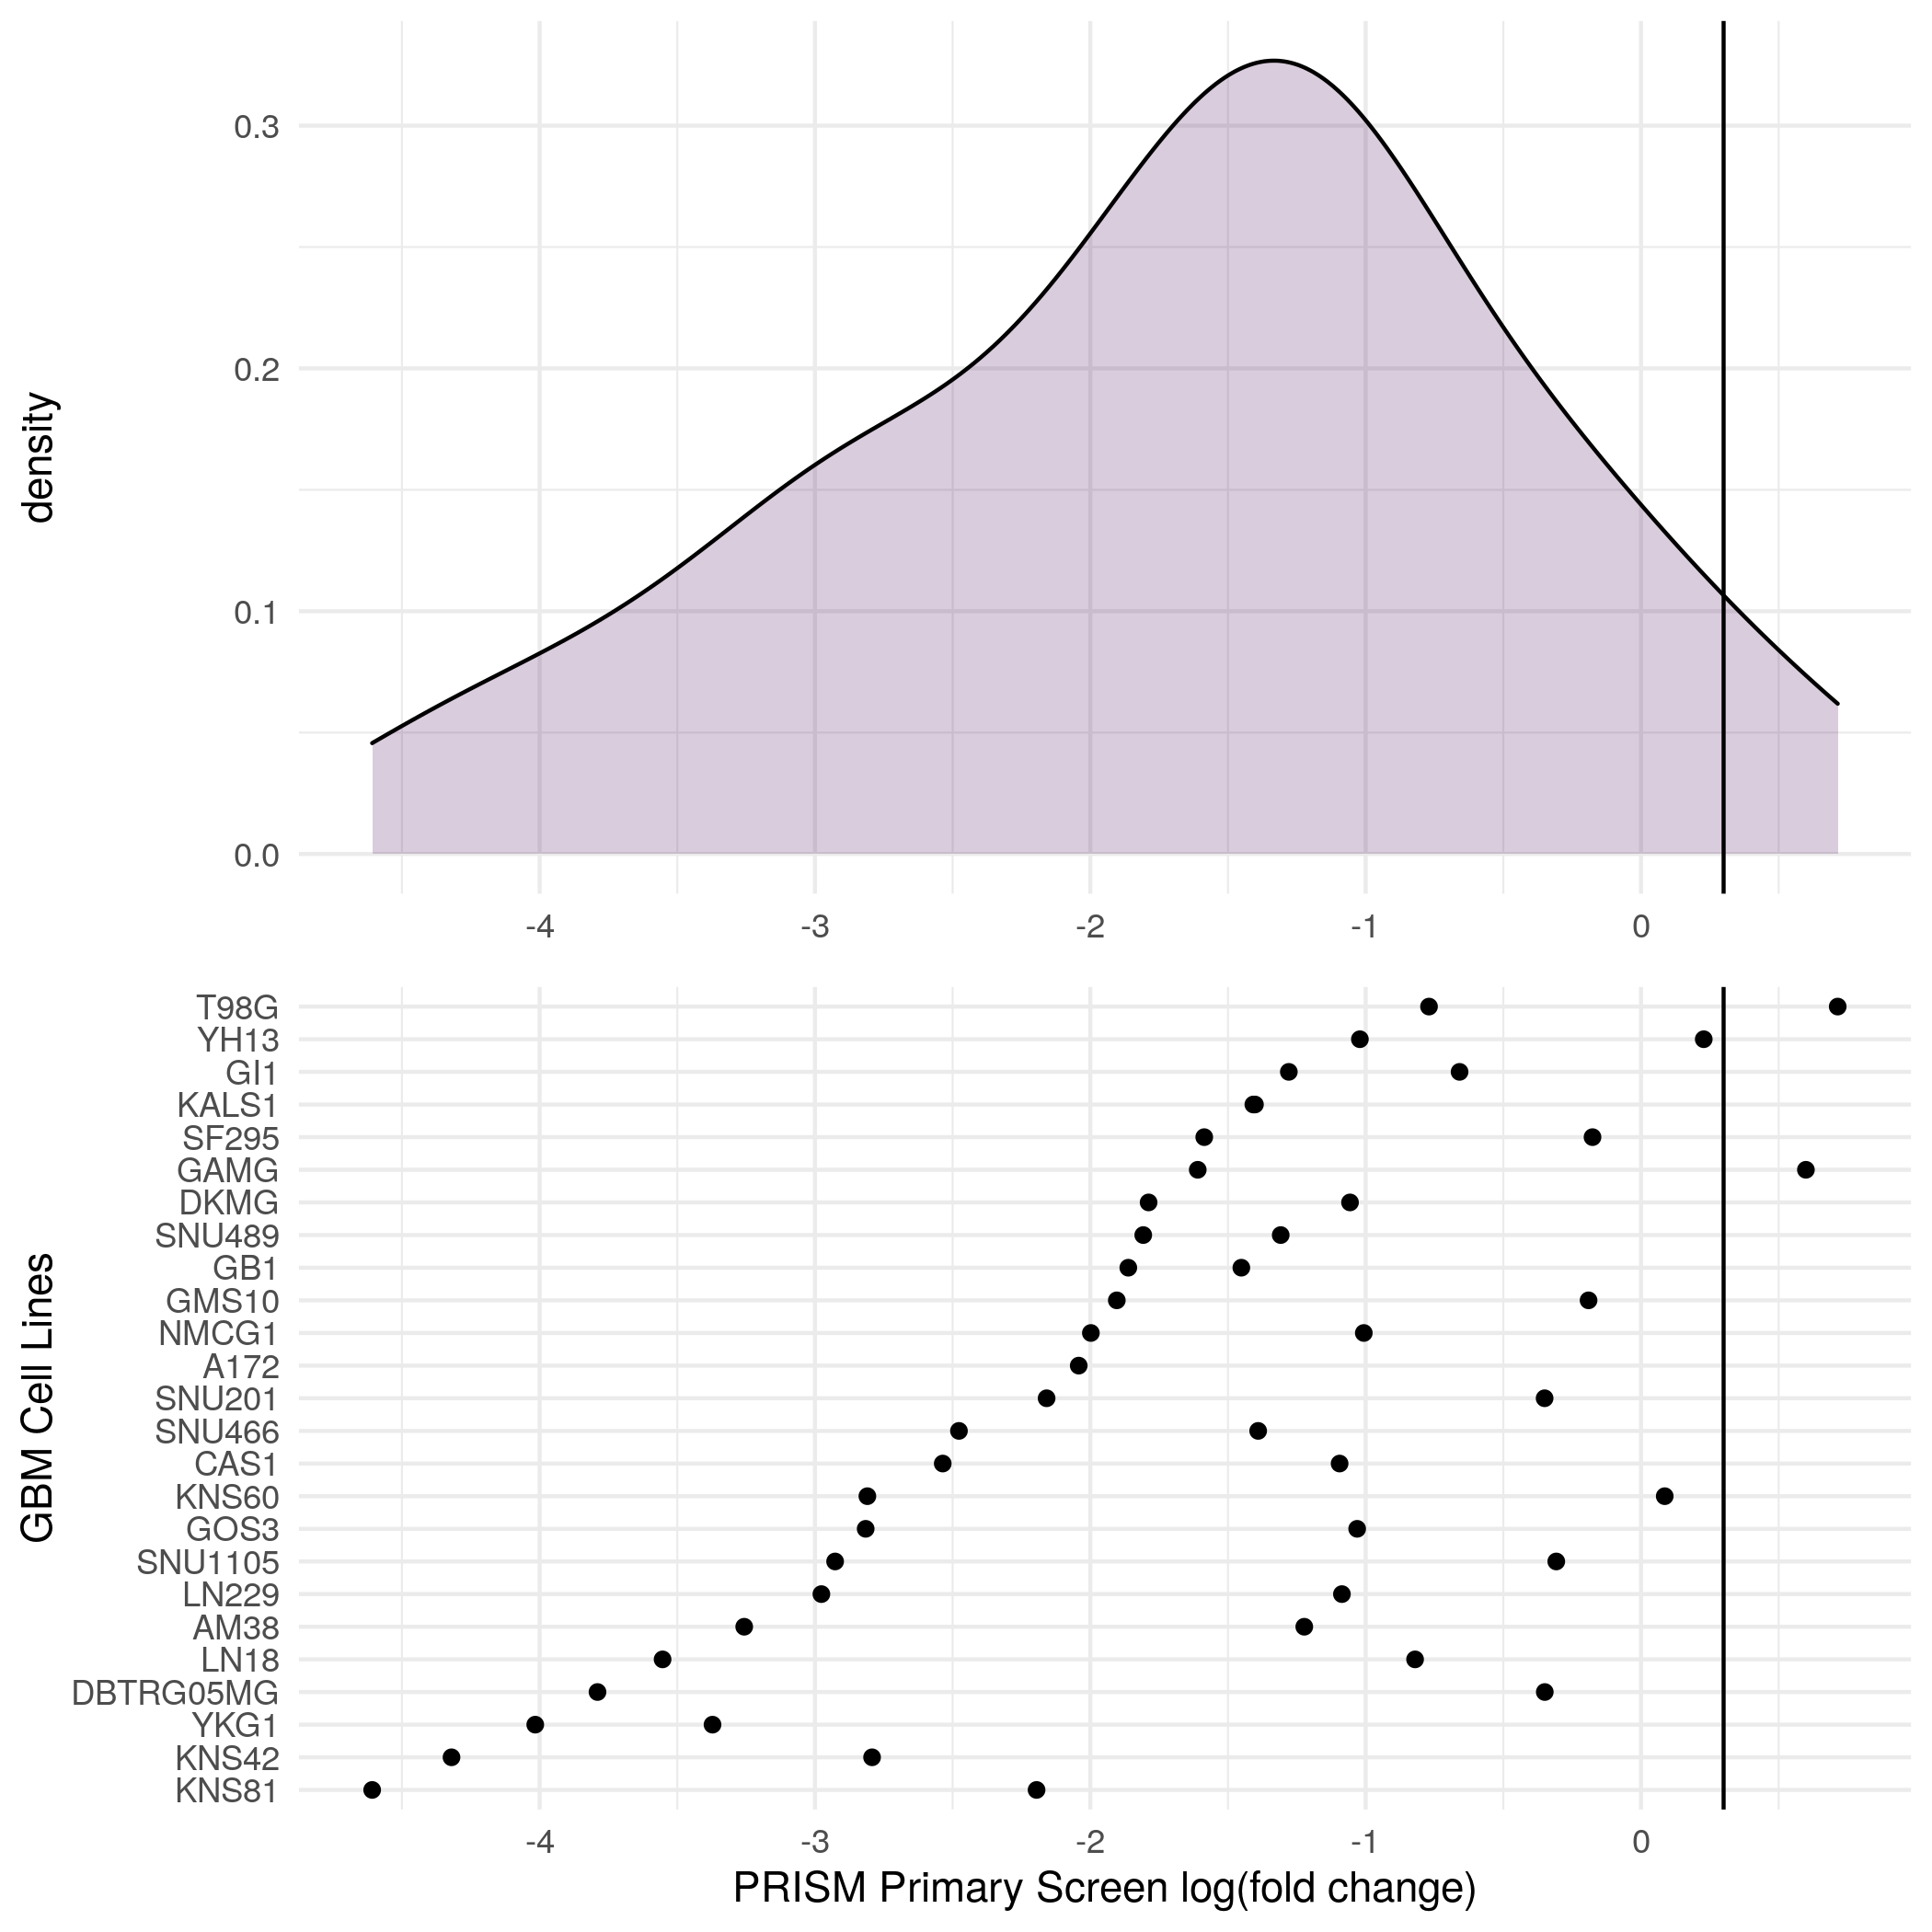 density
0.3
0.2
0.1
0.0
-4 -3 -2 -1 0
GBM Cell Lines
T98G
YH13
GI1
KALS1
SF295
GAMG
DKMG
SNU489
GB1
GMS10
NMCG1
A172
SNU201
SNU466
CAS1
KNS60
GOS3
SNU1105
LN229
AM38
LN18
DBTRG05MG
YKG1
KNS42
KNS81
-4 -3 -2 -1 0
PRISM Primary Screen log(fold change)